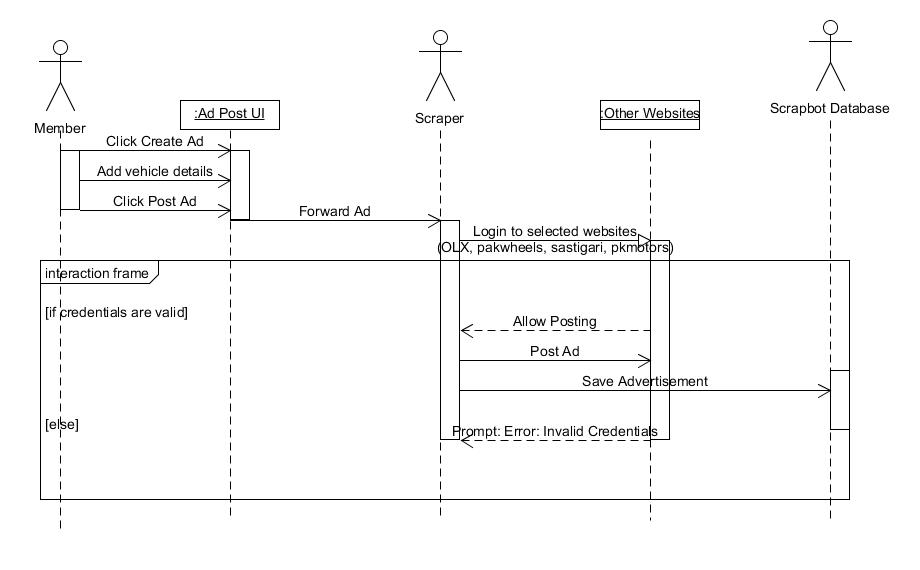 Member
:Ad Post UI
Scraper
:Other Websites
Scrapbot Database
Click Create Ad
Add vehicle details
Click Post Ad
Forward Ad
Login to selected websites
(OLX, pakwheels, sastigari, pkmotors)
interaction frame
[if credentials are valid]
Allow Posting
Post Ad
Save Advertisement
[else]
Prompt: Error: Invalid Credentials